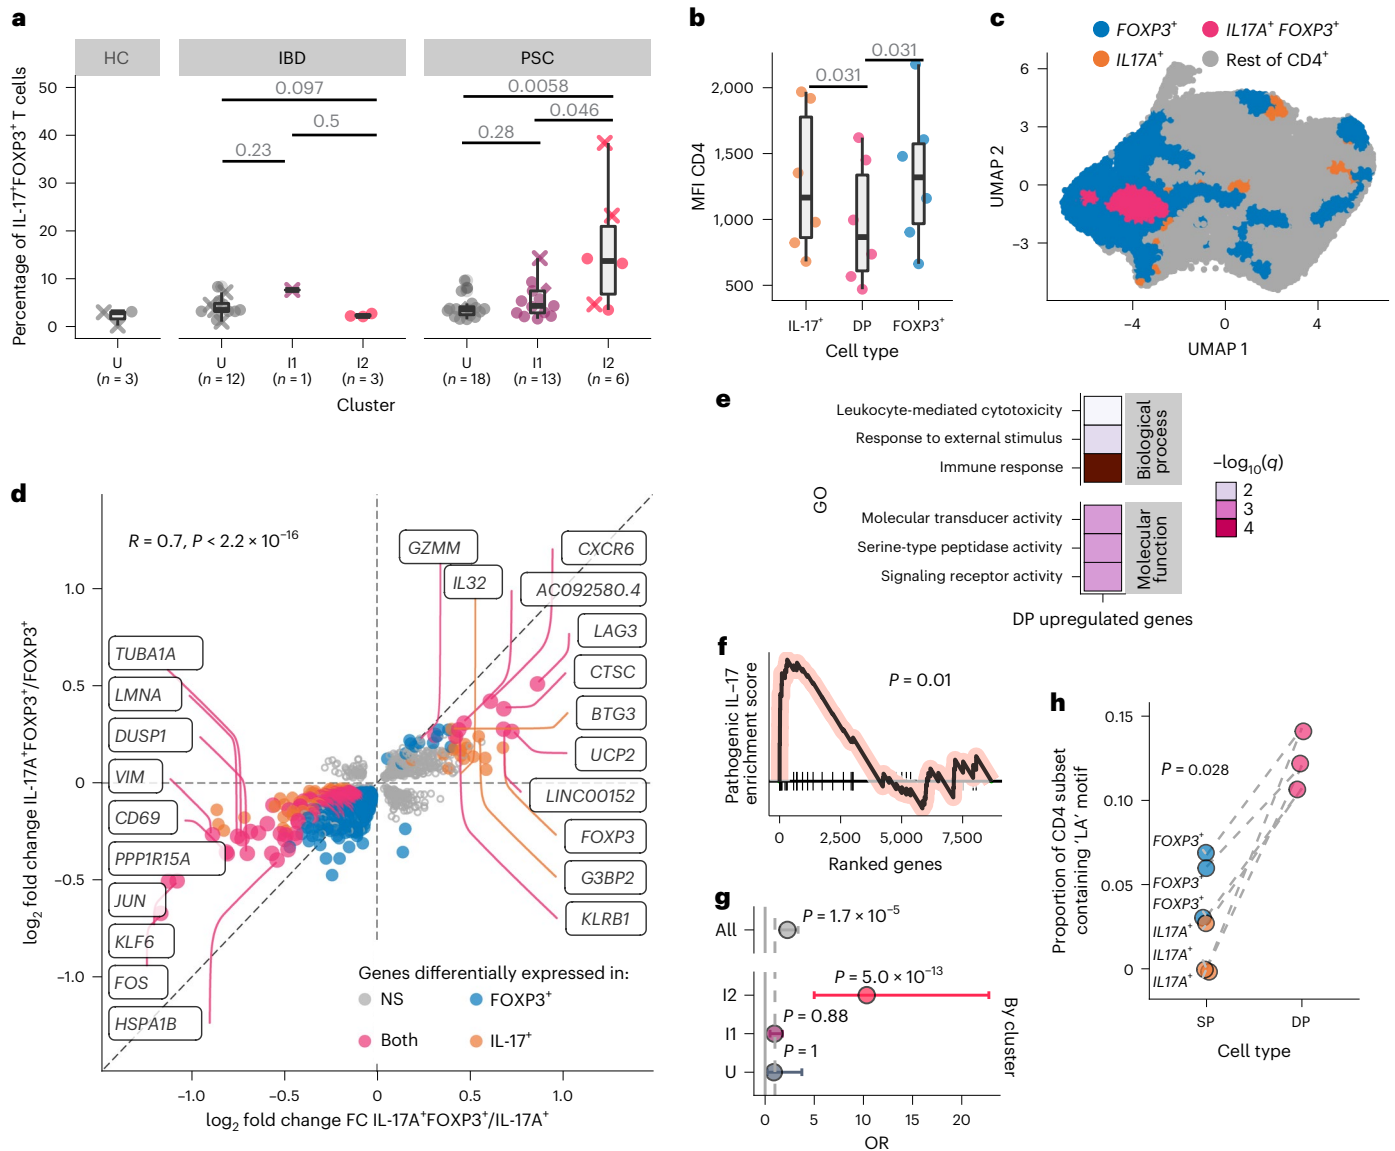 a
HC
IBD
PSC
Percentage of IL-17⁺FOXP3⁺ T cells
50
40
30
20
10
0
0.097
0.5
0.23
0.0058
0.046
0.28
U
(n = 3)
U
(n = 12)
I1
(n = 1)
I2
(n = 3)
U
(n = 18)
I1
(n = 13)
I2
(n = 6)
Cluster
b
MFI CD4
2,000
1,500
1,000
500
0.031
0.031
IL-17⁺
DP
FOXP3⁺
Cell type
c
FOXP3⁺
IL17A⁺ FOXP3⁺
IL17A⁺
Rest of CD4⁺
UMAP 2
6
3
0
−3
−4
0
4
UMAP 1
d
log₂ fold change IL-17A⁺FOXP3⁺/FOXP3⁺
R = 0.7, P < 2.2 × 10⁻¹⁶
1.0
0.5
0
−0.5
−1.0
TUBA1A
LMNA
DUSP1
VIM
CD69
PPP1R15A
JUN
KLF6
FOS
HSPA1B
GZMM
IL32
CXCR6
AC092580.4
LAG3
CTSC
BTG3
UCP2
LINC00152
FOXP3
G3BP2
KLRB1
Genes differentially expressed in:
NS
FOXP3⁺
Both
IL-17⁺
−1.0
−0.5
0
0.5
1.0
log₂ fold change FC IL-17A⁺FOXP3⁺/IL-17A⁺
e
GO
Leukocyte-mediated cytotoxicity
Response to external stimulus
Immune response
Biological process
Molecular transducer activity
Serine-type peptidase activity
Signaling receptor activity
Molecular function
DP upregulated genes
−log₁₀(q)
2
3
4
f
Pathogenic IL-17
enrichment score
P = 0.01
0
2,500
5,000
7,500
Ranked genes
g
All
P = 1.7 × 10⁻⁵
I2
P = 5.0 × 10⁻¹³
I1
P = 0.88
U
P = 1
By cluster
0
5
10
15
20
OR
h
Proportion of CD4 subset
containing ‘LA’ motif
0.15
0.10
0.05
0
P = 0.028
FOXP3⁺
FOXP3⁺
FOXP3⁺
IL17A⁺
IL17A⁺
IL17A⁺
SP
DP
Cell type